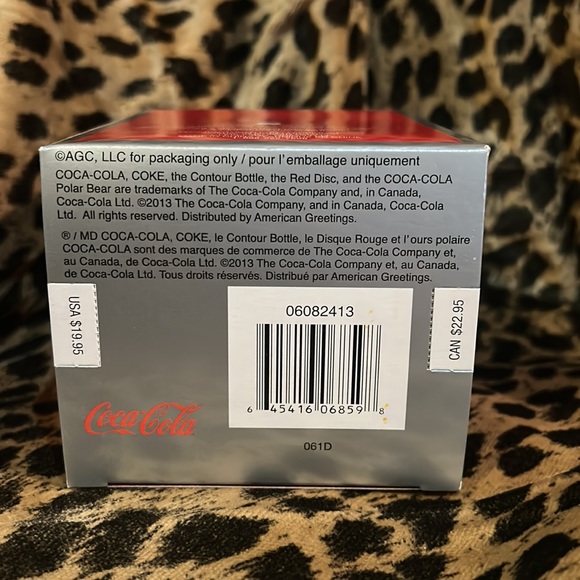 ©AGC, LLC for packaging only / pour l'emballage uniquement
COCA-COLA, COKE, the Contour Bottle, the Red Disc, and the COCA-COLA
Polar Bear are trademarks of The Coca-Cola Company and, in Canada,
Coca-Cola Ltd. ©2013 The Coca-Cola Company, and in Canada, Coca-Cola
Ltd. All rights reserved. Distributed by American Greetings.
® / MD COCA-COLA, COKE, le Contour Bottle, le Disque Rouge et l'ours polaire
COCA-COLA sont des marques de commerce de The Coca-Cola Company et,
au Canada, de Coca-Cola Ltd. ©2013 The Coca-Cola Company et, au Canada,
de Coca-Cola Ltd. Tous droits réservés. Distribué par American Greetings.
USA $19.95
06082413
6 45416 06859 8
CAN $22.95
Coca-Cola
061D